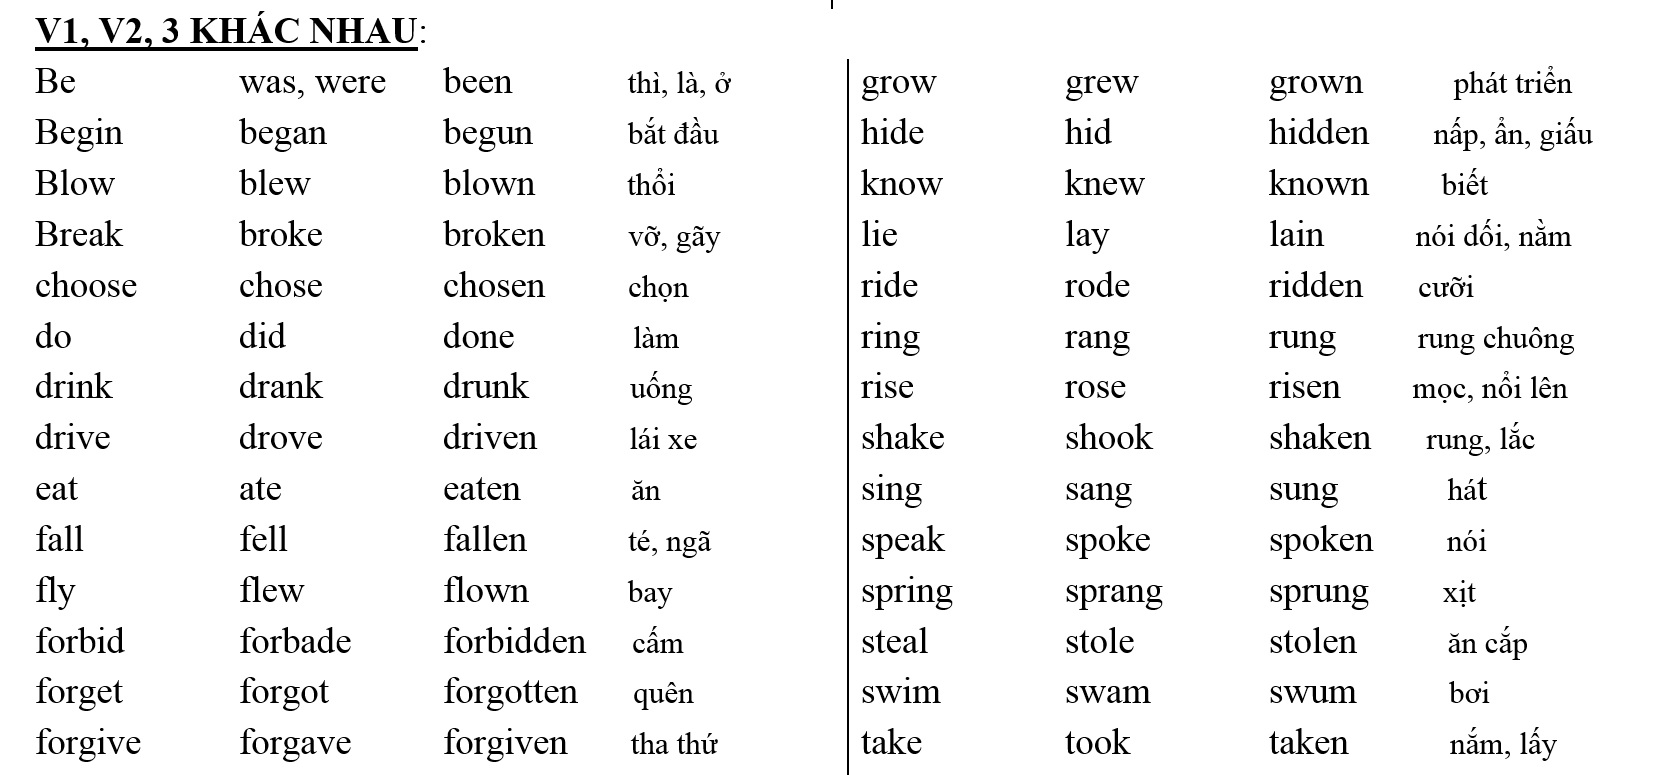 V1, V2, 3 KHÁC NHAU:
Be was, were been thì, là, ở
Begin began begun bắt đầu
Blow blew blown thổi
Break broke broken vỡ, gãy
choose chose chosen chọn
do did done làm
drink drank drunk uống
drive drove driven lái xe
eat ate eaten ăn
fall fell fallen té, ngã
fly flew flown bay
forbid forbade forbidden cấm
forget forgot forgotten quên
forgive forgave forgiven tha thứ
grow grew grown phát triển
hide hid hidden nấp, ẩn, giấu
know knew known biết
lie lay lain nói dối, nằm
ride rode ridden cưỡi
ring rang rung rung chuông
rise rose risen mọc, nổi lên
shake shook shaken rung, lắc
sing sang sung hát
speak spoke spoken nói
spring sprang sprung xịt
steal stole stolen ăn cắp
swim swam swum bơi
take took taken nắm, lấy